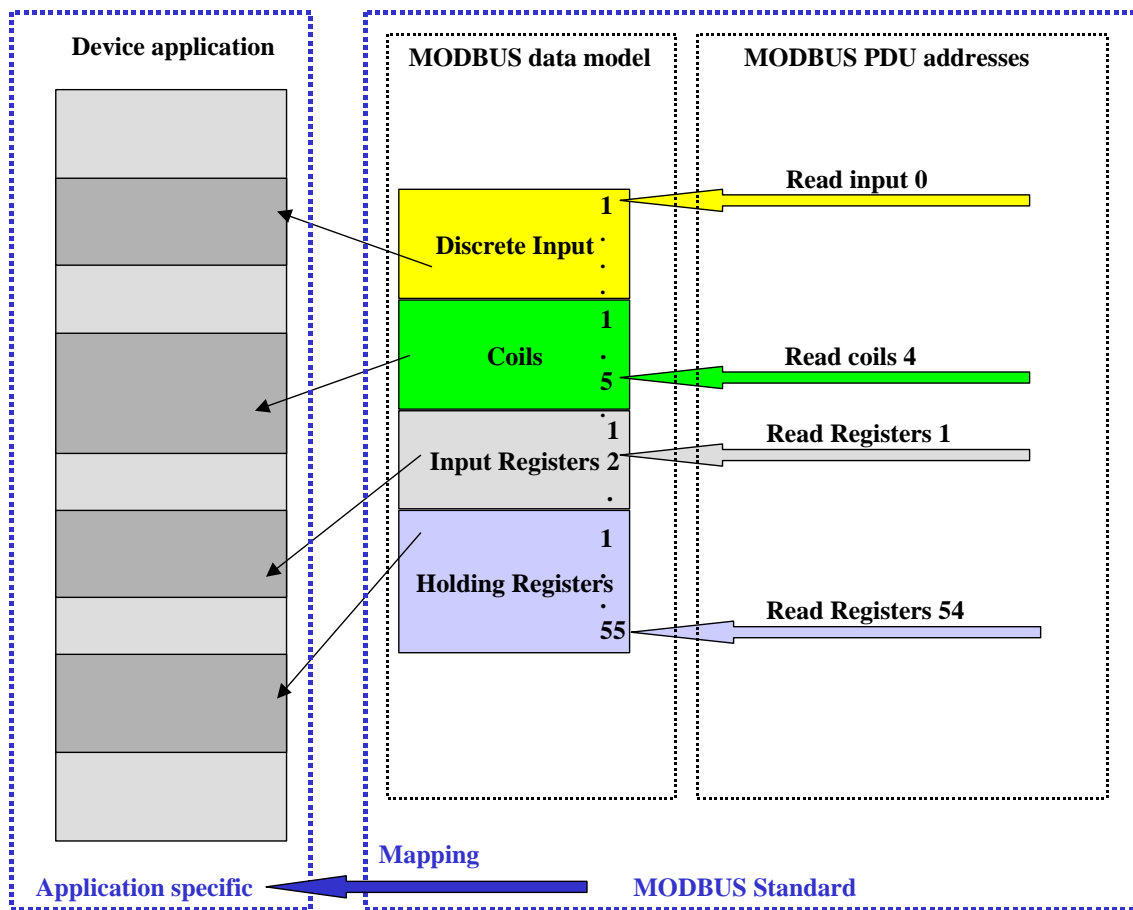 Device application
MODBUS data model
MODBUS PDU addresses
Read input 0
1
Discrete Input
.
.
.
1
Coils
.
5
.
Read coils 4
1
Input Registers 2
.
Read Registers 1
1
.
Holding Registers
.
55
Read Registers 54
Mapping
Application specific
MODBUS Standard